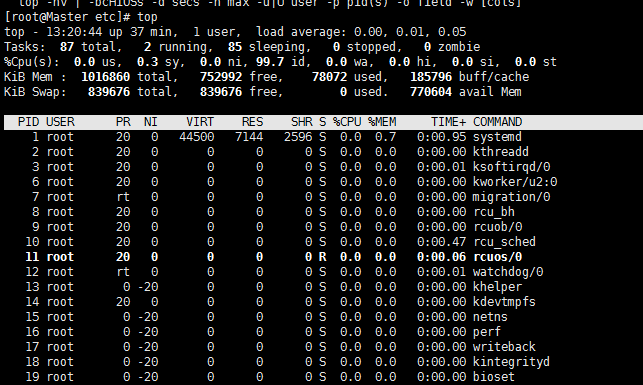 top -hv | -bcHiOSs -d secs -n max -u|U user -p pid(s) -o field -w [cols]
[root@Master etc]# top
top - 13:20:44 up 37 min,  1 user,  load average: 0.00, 0.01, 0.05
Tasks:  87 total,   2 running,  85 sleeping,   0 stopped,   0 zombie
%Cpu(s):  0.0 us,  0.3 sy,  0.0 ni, 99.7 id,  0.0 wa,  0.0 hi,  0.0 si,  0.0 st
KiB Mem :  1016860 total,   752992 free,    78072 used,   185796 buff/cache
KiB Swap:   839676 total,   839676 free,        0 used.   770604 avail Mem
PID USER      PR  NI    VIRT    RES    SHR S %CPU %MEM     TIME+ COMMAND
1 root      20   0   44500   7144   2596 S  0.0  0.7   0:00.95 systemd
2 root      20   0       0      0      0 S  0.0  0.0   0:00.00 kthreadd
3 root      20   0       0      0      0 S  0.0  0.0   0:00.01 ksoftirqd/0
6 root      20   0       0      0      0 S  0.0  0.0   0:00.00 kworker/u2:0
7 root      rt   0       0      0      0 S  0.0  0.0   0:00.00 migration/0
8 root      20   0       0      0      0 S  0.0  0.0   0:00.00 rcu_bh
9 root      20   0       0      0      0 S  0.0  0.0   0:00.00 rcuob/0
10 root      20   0       0      0      0 S  0.0  0.0   0:00.47 rcu_sched
11 root      20   0       0      0      0 R  0.0  0.0   0:00.06 rcuos/0
12 root      rt   0       0      0      0 S  0.0  0.0   0:00.01 watchdog/0
13 root       0 -20       0      0      0 S  0.0  0.0   0:00.00 khelper
14 root      20   0       0      0      0 S  0.0  0.0   0:00.00 kdevtmpfs
15 root       0 -20       0      0      0 S  0.0  0.0   0:00.00 netns
16 root       0 -20       0      0      0 S  0.0  0.0   0:00.00 perf
17 root       0 -20       0      0      0 S  0.0  0.0   0:00.00 writeback
18 root       0 -20       0      0      0 S  0.0  0.0   0:00.00 kintegrityd
19 root       0 -20       0      0      0 S  0.0  0.0   0:00.00 bioset